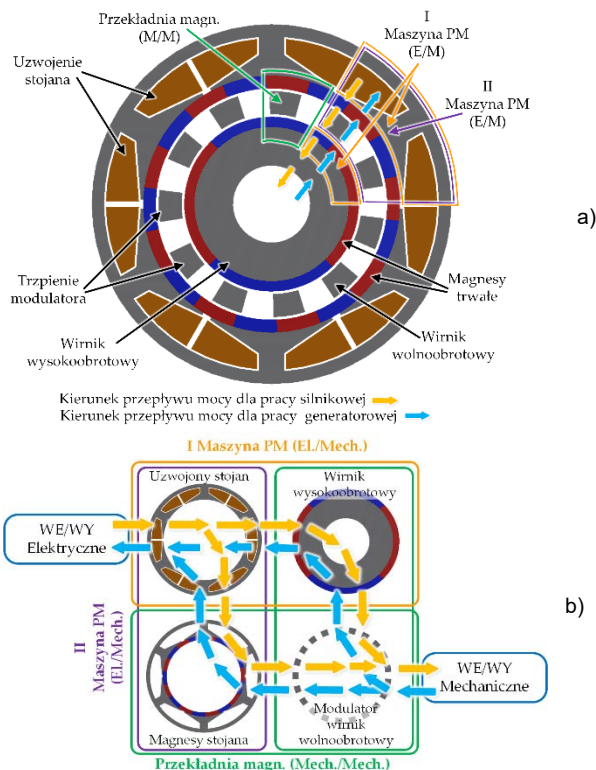 Przekładnia magn.
(M/M)
I
Maszyna PM
(E/M)
Uzwojenie
stojana
II
Maszyna PM
(E/M)
a)
Trzpienie
modulatora
Magnesy
trwałe
Wirnik
wysokoobrotowy
Wirnik
wolnoobrotowy
Kierunek przepływu mocy dla pracy silnikowej
Kierunek przepływu mocy dla pracy generatorowej
I Maszyna PM (El./Mech.)
Uzwojony stojan
Wirnik
wysokoobrotowy
WE/WY
Elektryczne
b)
II
Maszyna PM
(El./Mech.)
WE/WY
Mechaniczne
Magnesy stojana
Modulator
wirnik
wolnoobrotowy
Przekładnia magn. (Mech./Mech.)